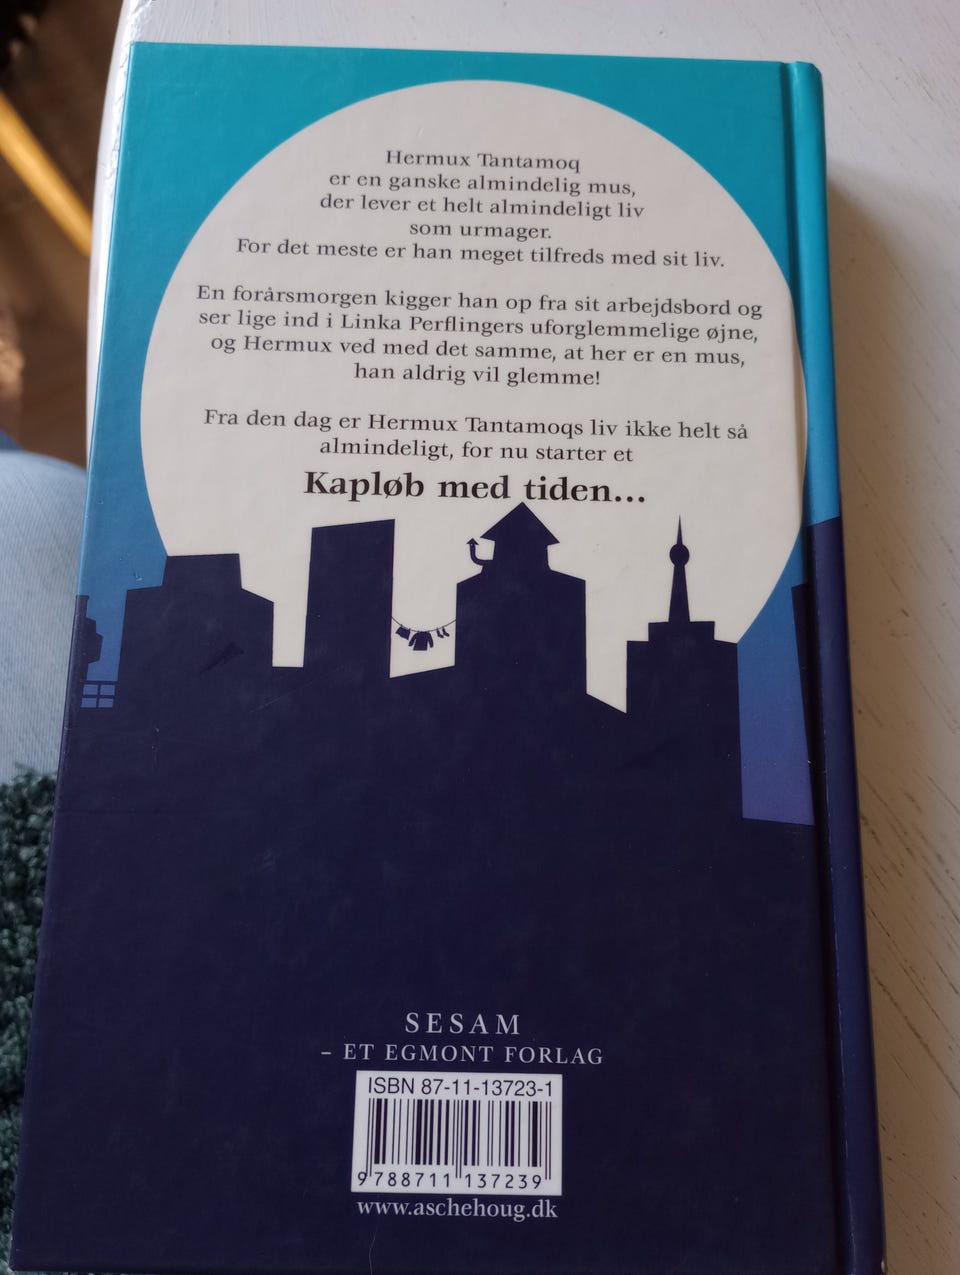 Hermux Tantamoq
er en ganske almindelig mus,
der lever et helt almindeligt liv
som urmager.
For det meste er han meget tilfreds med sit liv.
En forårsmorgen kigger han op fra sit arbejdsbord og
ser lige ind i Linka Perflingers uforglemmelige øjne,
og Hermux ved med det samme, at her er en mus,
han aldrig vil glemme!
Fra den dag er Hermux Tantamoqs liv ikke helt så
almindeligt, for nu starter et
Kapløb med tiden...
SESAM
– ET EGMONT FORLAG
ISBN 87-11-13723-1
9 788711 137239
www.aschehoug.dk